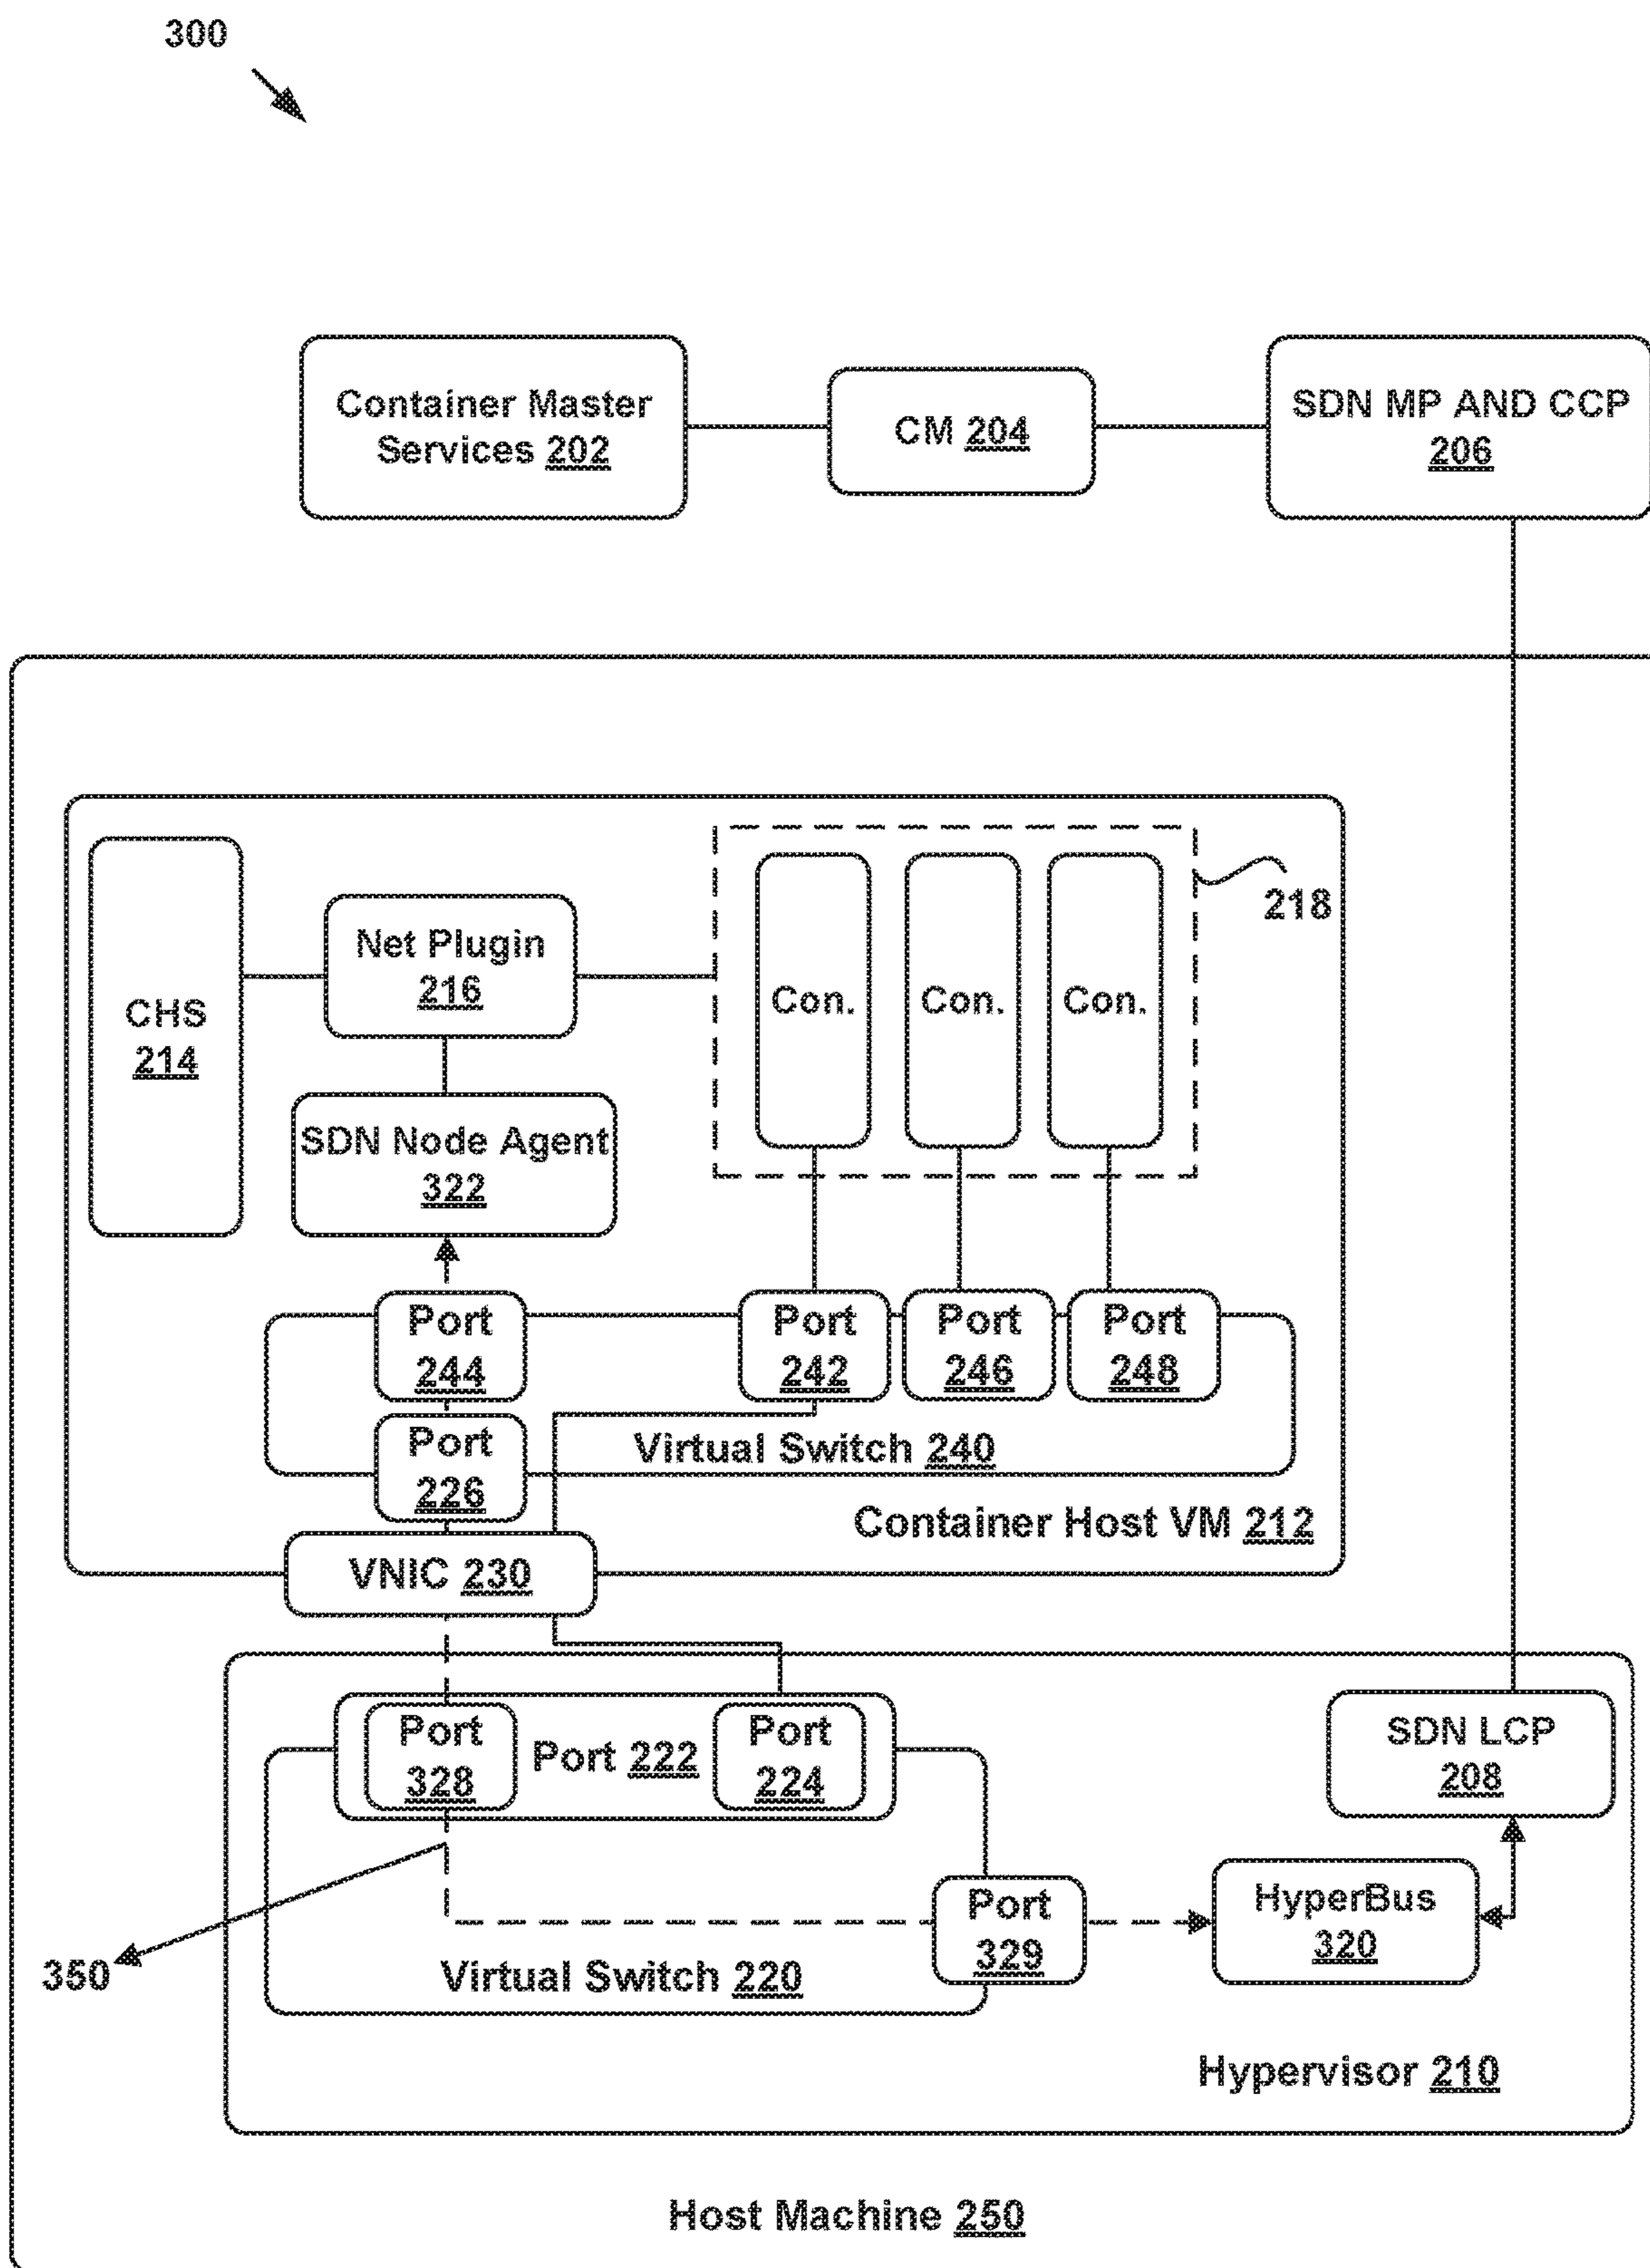 300
Container Master
Services 202
CM 204
SDN MP AND CCP
206
218
Net Plugin
216
CHS
214
Con.
Con.
Con.
SDN Node Agent
322
Port
244
Port
242
Port
246
Port
248
Port
226
Virtual Switch 240
Container Host VM 212
VNIC 230
Port
328
Port 222
Port
224
SDN LCP
208
Port
329
HyperBus
320
350
Virtual Switch 220
Hypervisor 210
Host Machine 250